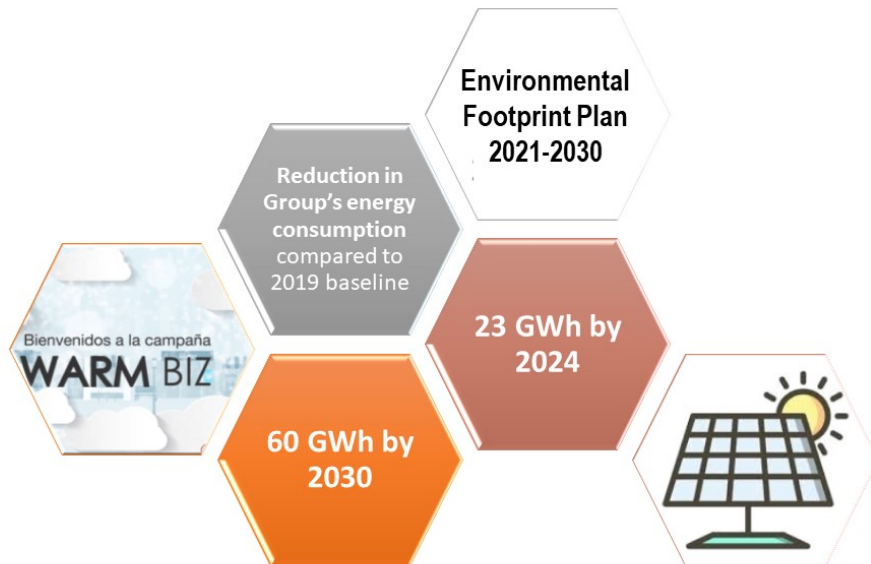 Environmental
Footprint Plan
2021-2030
Reduction in
Group's energy
consumption
compared to
2019 baseline
Bienvenidos a la campaña
WARM BIZ
23 GWh by
2024
60 GWh by
2030